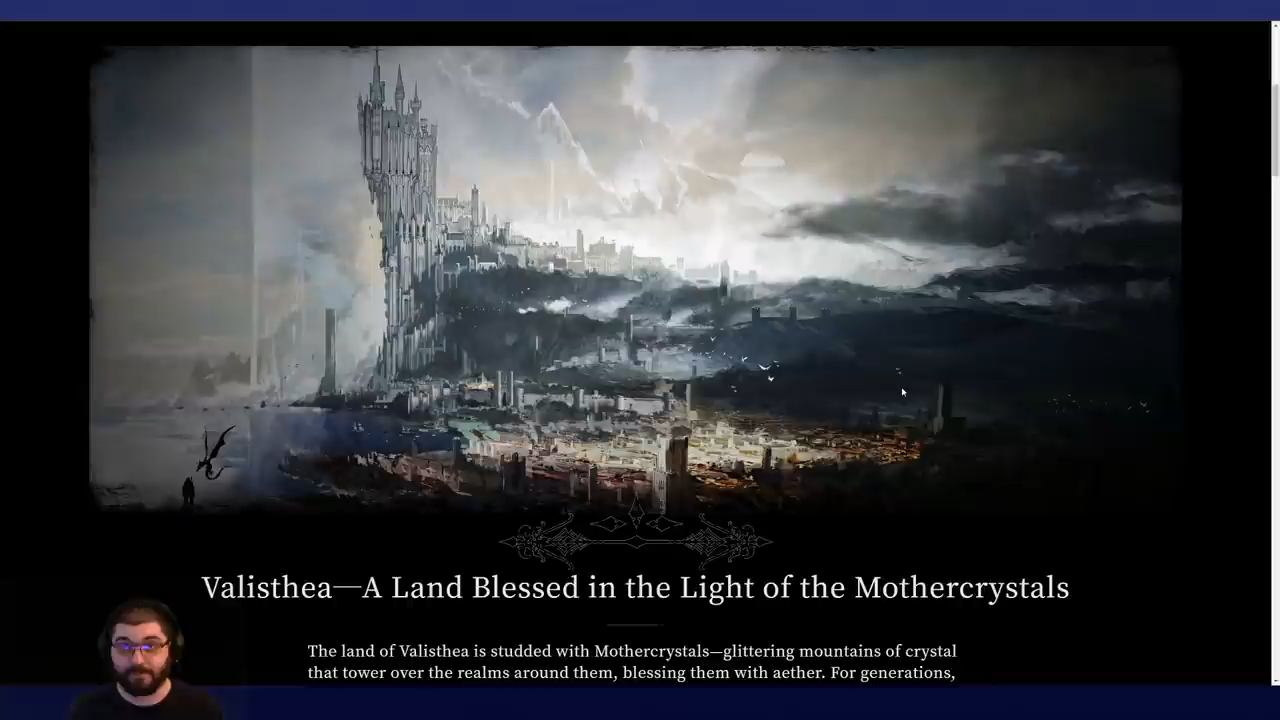 Valisthea—A Land Blessed in the Light of the Mothercrystals
The land of Valisthea is studded with Mothercrystals—glittering mountains of crystal
that tower over the realms around them, blessing them with aether. For generations,